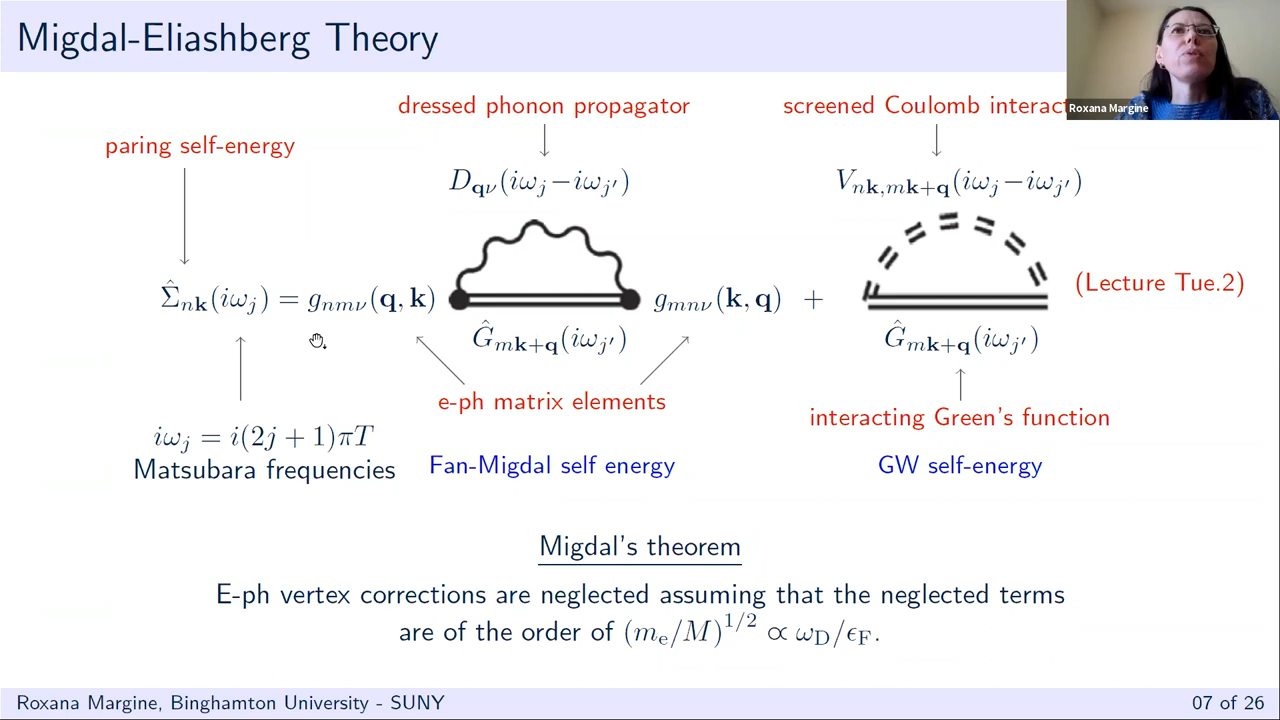 Migdal-Eliashberg Theory
Roxana Margine
dressed phonon propagator
screened Coulomb interact
paring self-energy
D_{𝐪ν}(iω_j−iω_{j′})
V_{n𝐤,m𝐤+𝐪}(iω_j−iω_{j′})
Σ̂_{n𝐤}(iω_j) = g_{nmν}(𝐪, 𝐤) g_{mnν}(𝐤, 𝐪) +
(Lecture Tue.2)
Ĝ_{m𝐤+𝐪}(iω_{j′})
Ĝ_{m𝐤+𝐪}(iω_{j′})
e-ph matrix elements
interacting Green's function
iω_j = i(2j + 1)πT
Matsubara frequencies
Fan-Migdal self energy
GW self-energy
Migdal's theorem
E-ph vertex corrections are neglected assuming that the neglected terms
are of the order of (m_e/M)^{1/2} ∝ ω_D/ϵ_F.
Roxana Margine, Binghamton University - SUNY
07 of 26